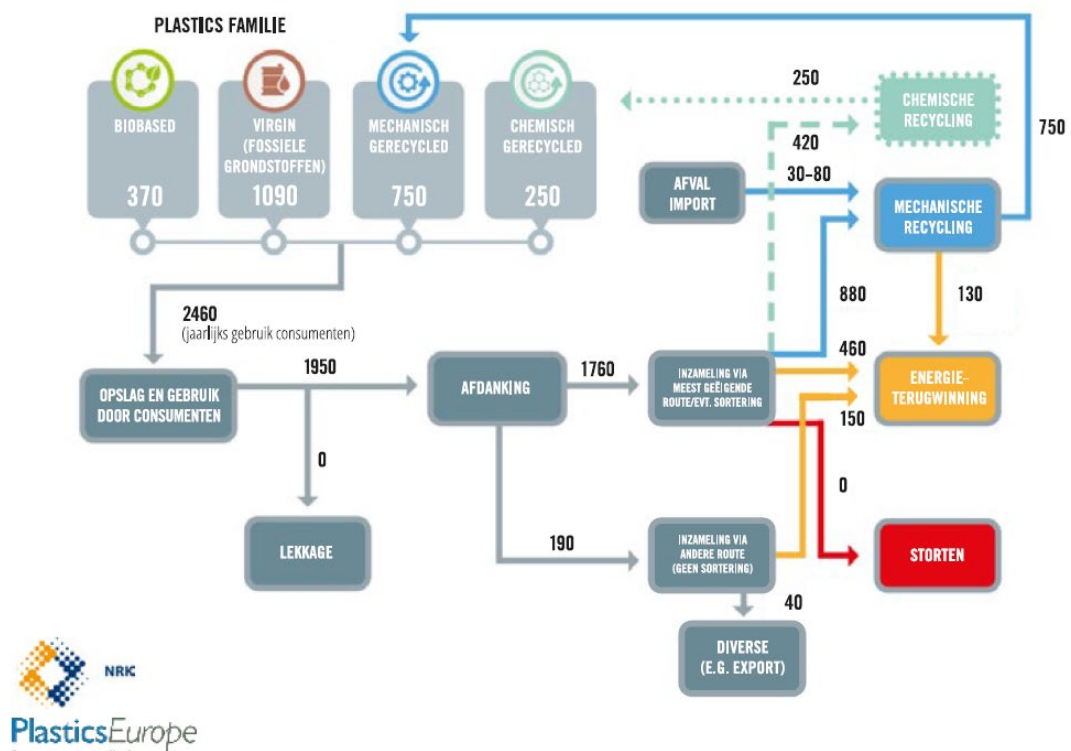 PLASTICS FAMILIE
BIOBASED
370
VIRGIN
(FOSSIELE
GRONDSTOFFEN)
1090
MECHANISCH
GERECYCLED
750
CHEMISCH
GERECYCLED
250
250
CHEMISCHE
RECYCLING
420
750
AFVAL
IMPORT
30-80
MECHANISCHE
RECYCLING
880
130
2460
(jaarlijks gebruik consumenten)
OPSLAG EN GEBRUIK
DOOR CONSUMENTEN
1950
AFDANKING
1760
INZAMELING VIA
MEEST GEËIGENDE
ROUTE/EVT. SORTERING
460
ENERGIE-
TERUGWINNING
150
0
0
LEKKAGE
190
INZAMELING VIA
ANDERE ROUTE
(GEEN SORTERING)
STORTEN
40
DIVERSE
(E.G. EXPORT)
NRK
PlasticsEurope